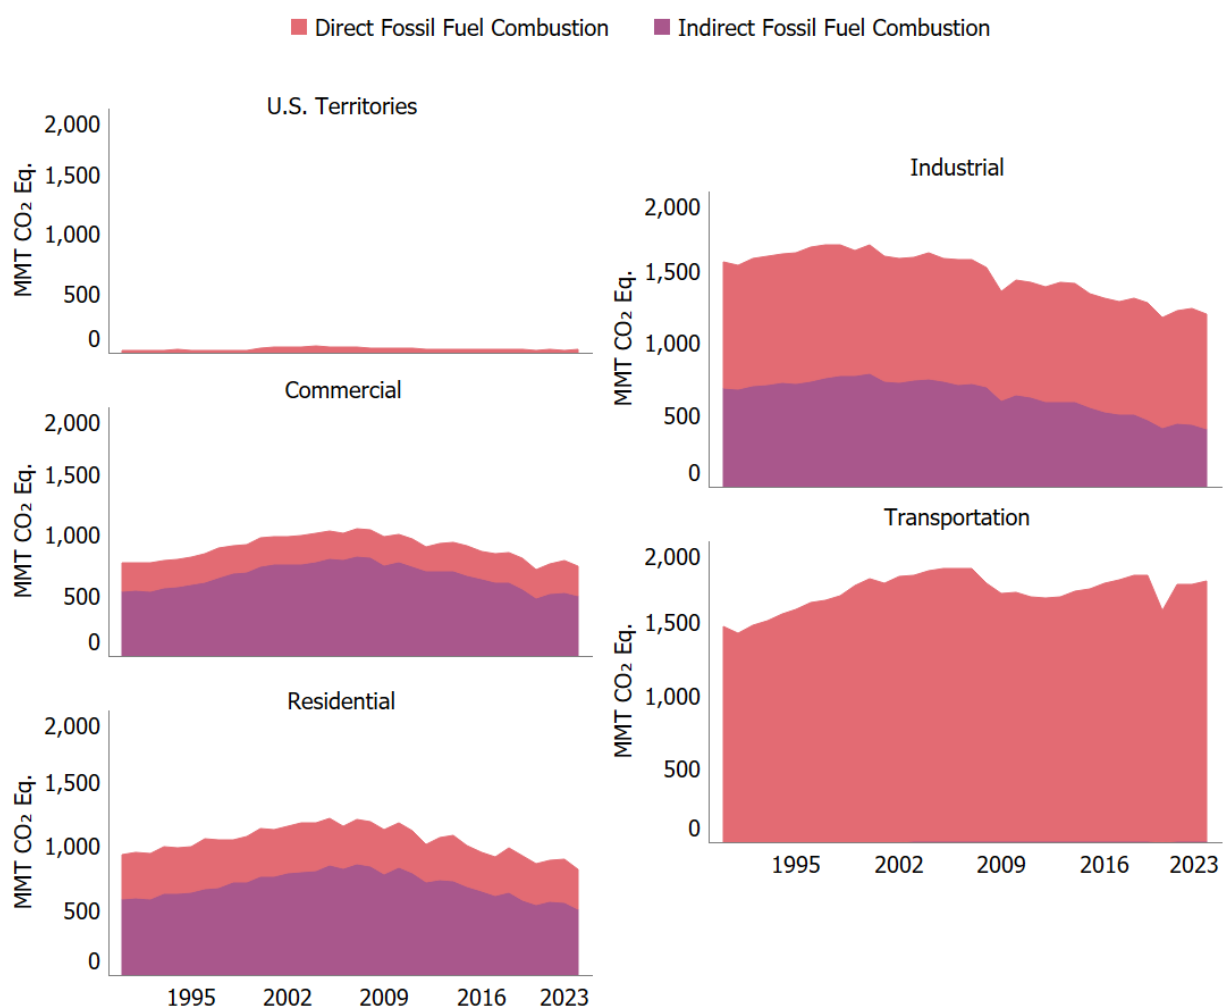 Direct Fossil Fuel Combustion
Indirect Fossil Fuel Combustion
U.S. Territories
MMT CO₂ Eq.
2,000
1,500
1,000
500
0
Commercial
MMT CO₂ Eq.
2,000
1,500
1,000
500
0
Residential
MMT CO₂ Eq.
2,000
1,500
1,000
500
0
1995 2002 2009 2016 2023
Industrial
MMT CO₂ Eq.
2,000
1,500
1,000
500
0
Transportation
MMT CO₂ Eq.
2,000
1,500
1,000
500
0
1995 2002 2009 2016 2023